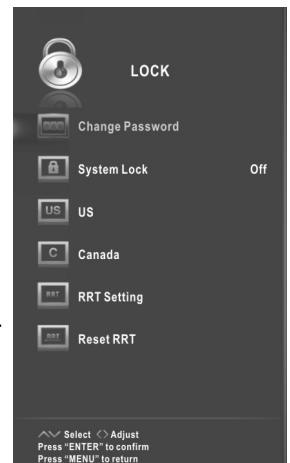 LOCK
Change Password
System Lock Off
US US
C Canada
RRT RRT Setting
RRT Reset RRT
Select Adjust
Press “ENTER” to confirm
Press “MENU” to return